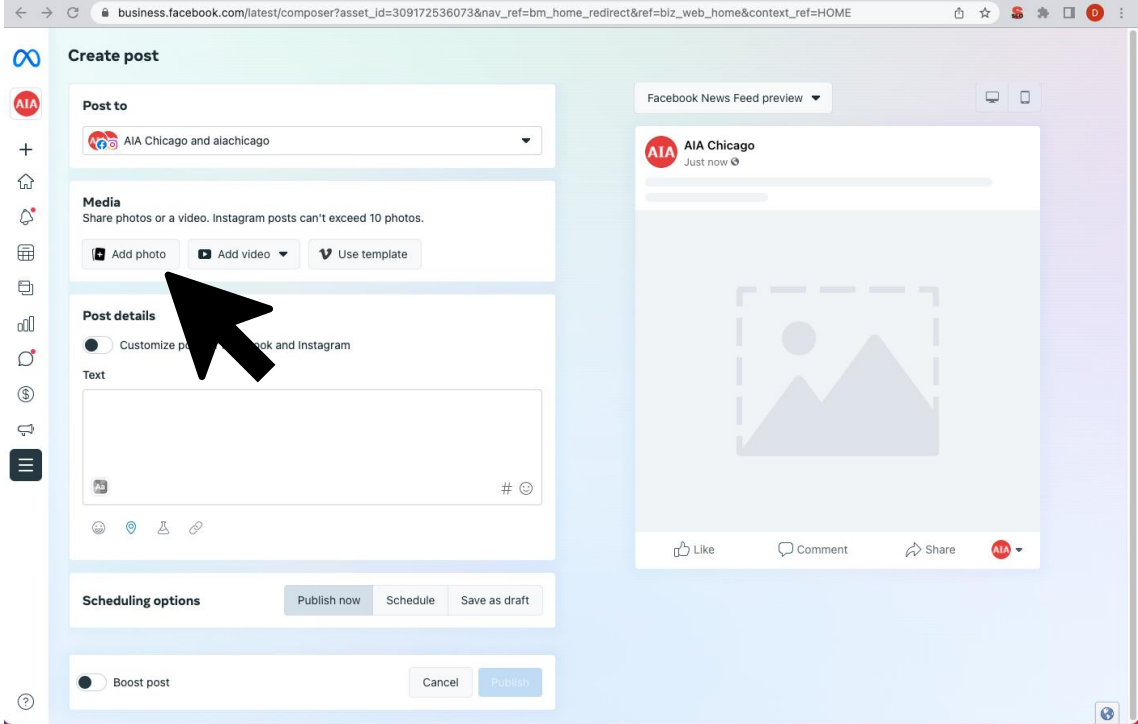 business.facebook.com/latest/composer?asset_id=309172536073&nav_ref=bm_home_redirect&ref=biz_web_home&context_ref=HOME
D
Create post
AIA
Post to
AIA Chicago and aiachicago
Media
Share photos or a video. Instagram posts can't exceed 10 photos.
Add photo
Add video
Use template
Post details
Customize
and Instagram
Text
Aa
#
Scheduling options
Publish now
Schedule
Save as draft
Boost post
Cancel
Publish
Facebook News Feed preview
AIA
AIA Chicago
Just now
Like
Comment
Share
AIA